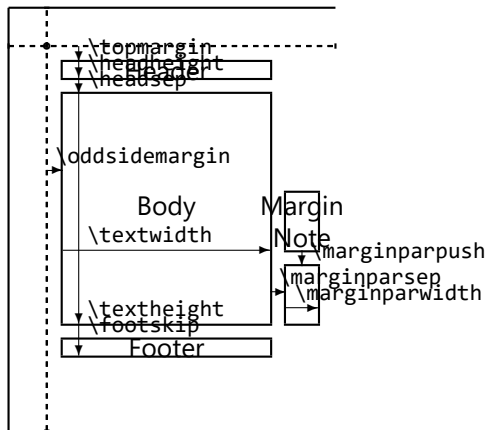 \topmargin
\headheight
Header
\headsep
\oddsidemargin
Body
Margin
Note
\textwidth
\marginparpush
\marginparsep
\marginparwidth
\textheight
\footskip
Footer